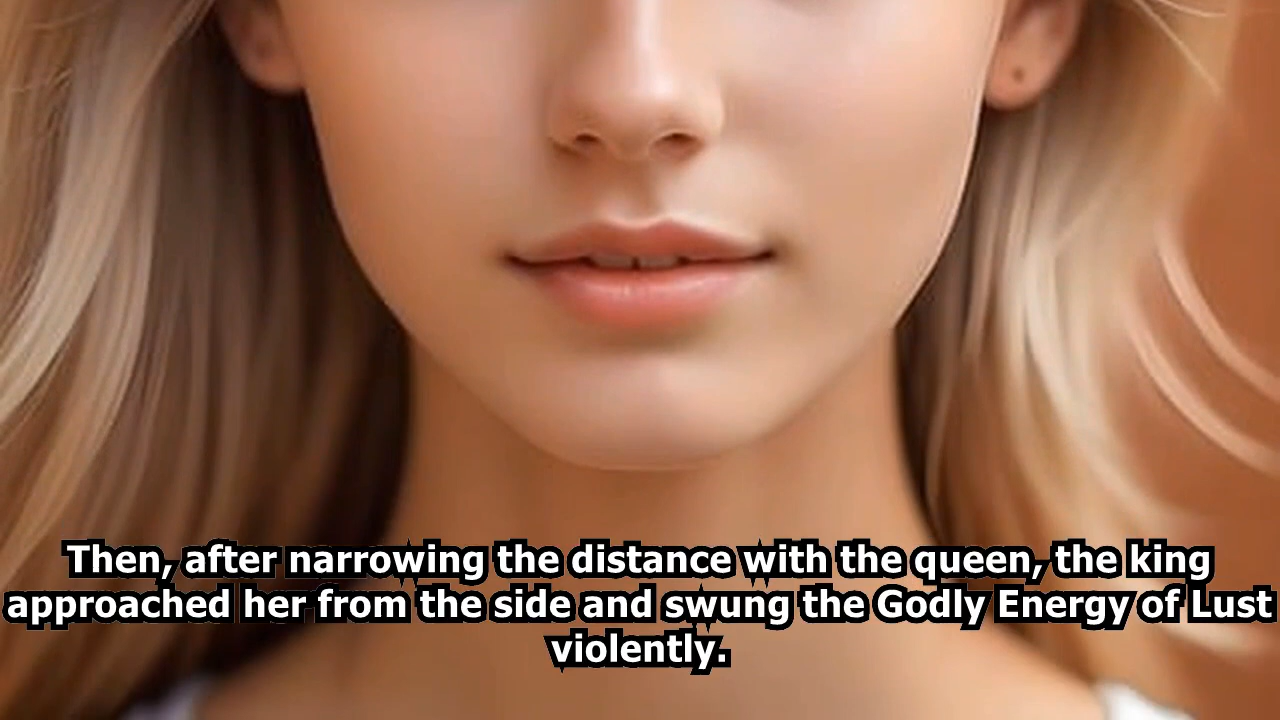 Then, after narrowing the distance with the queen, the king
approached her from the side and swung the Godly Energy of Lust
violently.